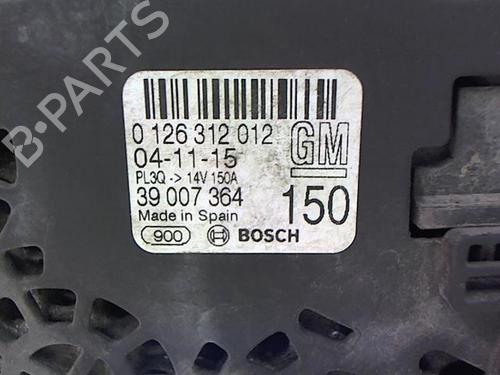 B-PARTS
0 126 312 012
04-11-15
GM
PL3Q -> 14V 150A
39 007 364
150
Made in Spain
900
BOSCH
B-PARTS